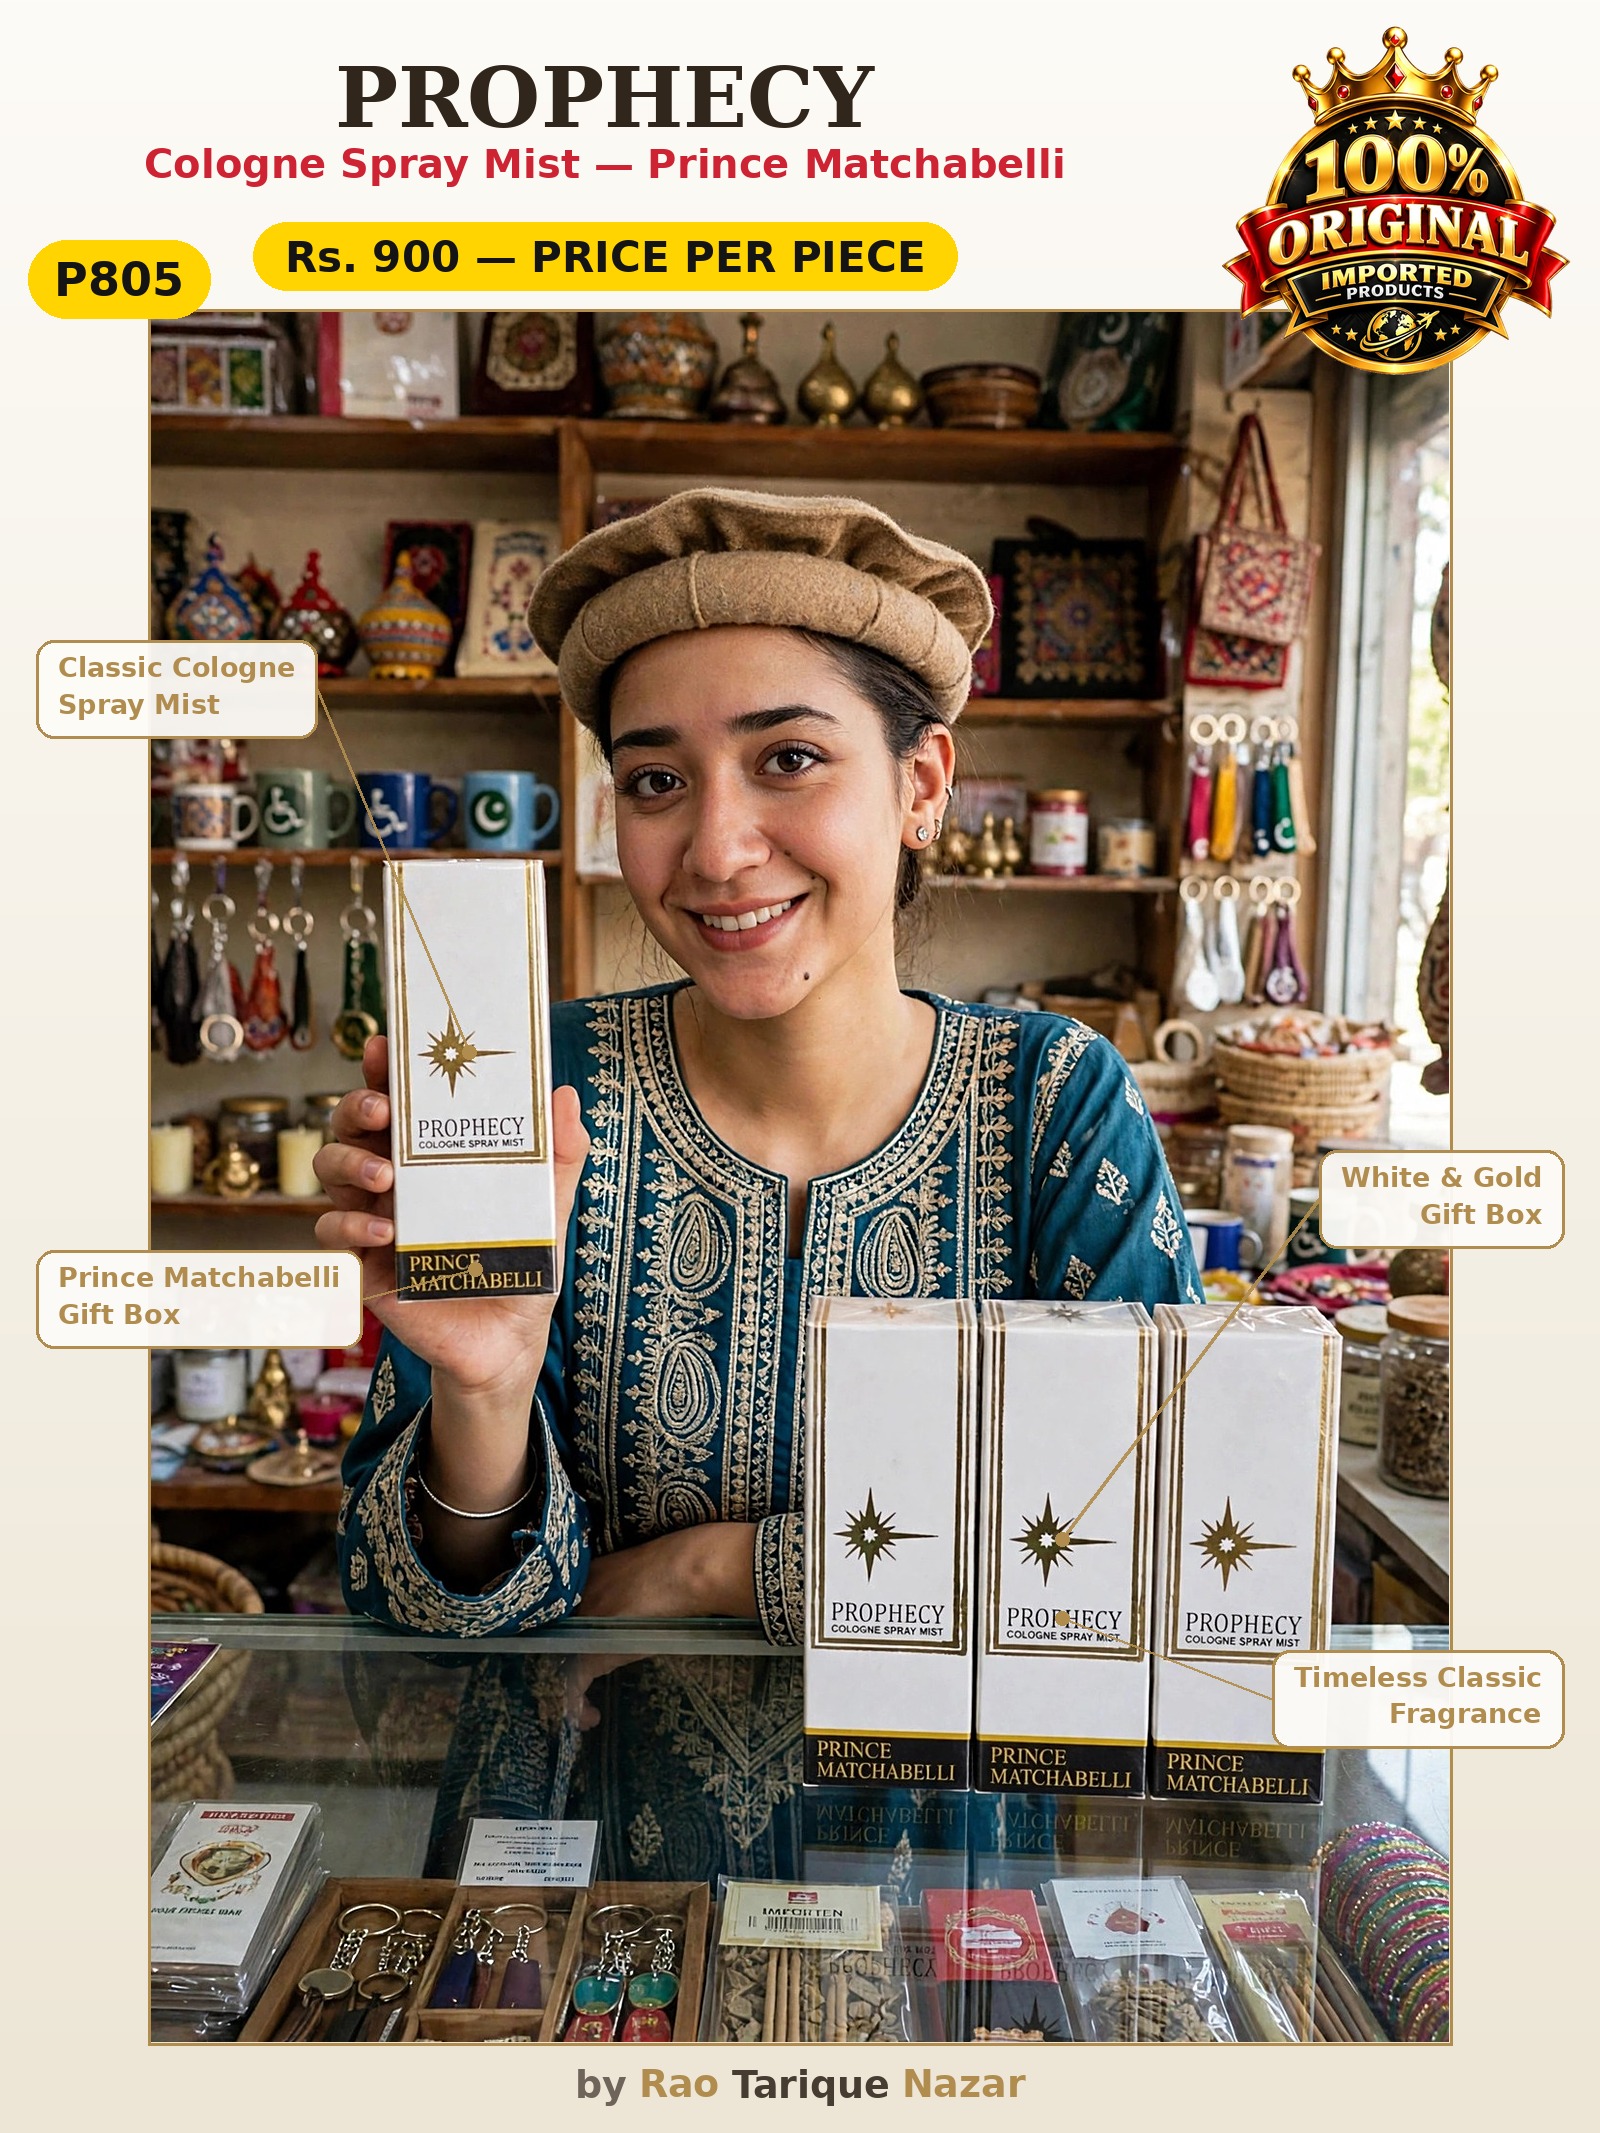 PROPHECY
Cologne Spray Mist — Prince Matchabelli
Rs. 900 — PRICE PER PIECE
P805
100%
ORIGINAL
IMPORTED
PRODUCTS
Classic Cologne
Spray Mist
PROPHECY
COLOGNE SPRAY MIST
PRINCE
MATCHABELLI
Prince Matchabelli
Gift Box
White & Gold
Gift Box
PROPHECY
COLOGNE SPRAY MIST
PRINCE
MATCHABELLI
PROPHECY
COLOGNE SPRAY MIST
PRINCE
MATCHABELLI
PROPHECY
COLOGNE SPRAY MIST
PRINCE
MATCHABELLI
Timeless Classic
Fragrance
IMPORTEN
by Rao Tarique Nazar